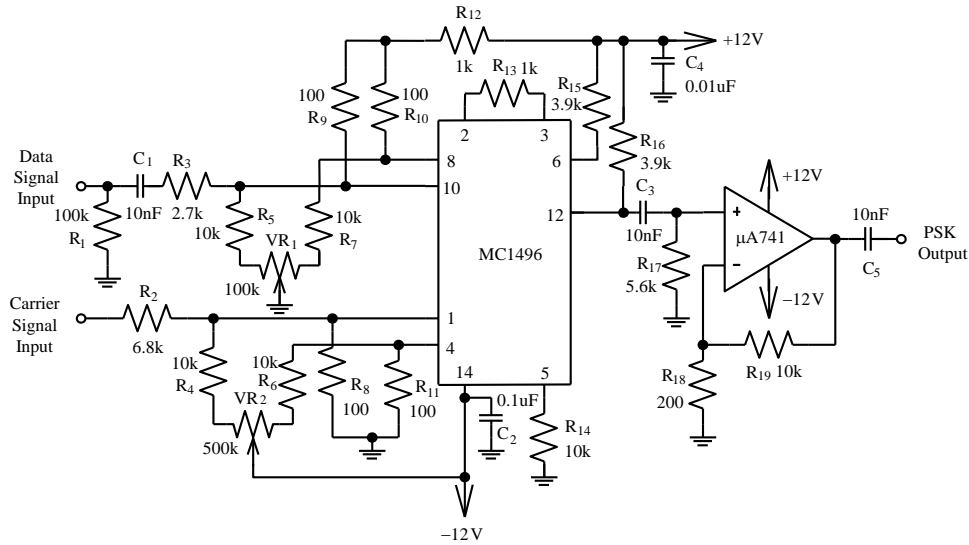 R12
1k
+12V
R13 1k
C4
0.01uF
100
R9
100
R10
R15
3.9k
2
3
R16
3.9k
Data
Signal
Input
C1
10nF
R3
2.7k
8
10
6
12
C3
10nF
+12V
100k
R1
R5
10k
10k
R7
VR1
100k
MC1496
R17
5.6k
+
μA741
−
−12V
10nF
C5
PSK
Output
Carrier
Signal
Input
R2
6.8k
1
4
14
5
10k
R4
10k
R6
VR2
500k
R8
100
R11
100
0.1uF
C2
R14
10k
R18
200
R19 10k
−12V